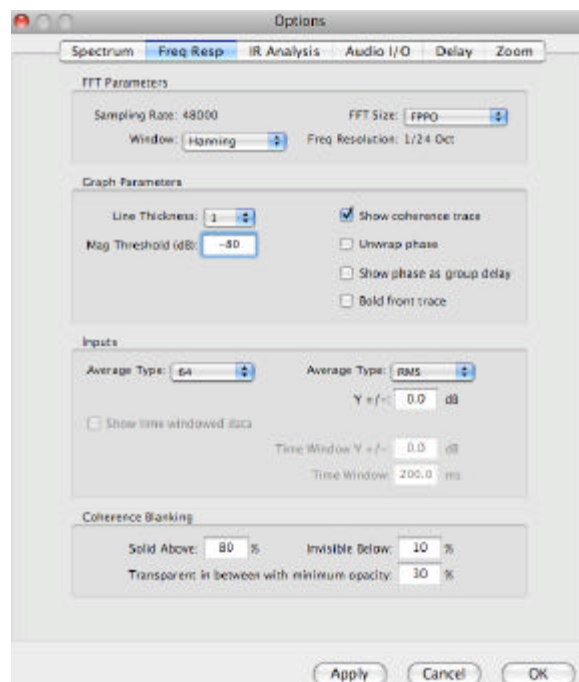 Options
Spectrum Freq Resp IR Analysis Audio I/O Delay Zoom
FFT Parameters
Sampling Rate: 48000 FFT Size: FPPO
Window: Hanning Freq Resolution: 1/24 Oct
Graph Parameters
Line Thickness: 1 Show coherence trace
Mag Threshold (dB): -80 Unwrap phase
Show phase as group delay
Bold front trace
Inputs
Average Type: 64 Average Type: RMS
Y +/-: 0.0 dB
Show time windowed data
Time Window Y +/-: 0.0 dB
Time Window: 200.0 ms
Coherence Blanking
Solid Above: 80 % Invisible Below: 10 %
Transparent in between with minimum opacity: 30 %
Apply Cancel OK